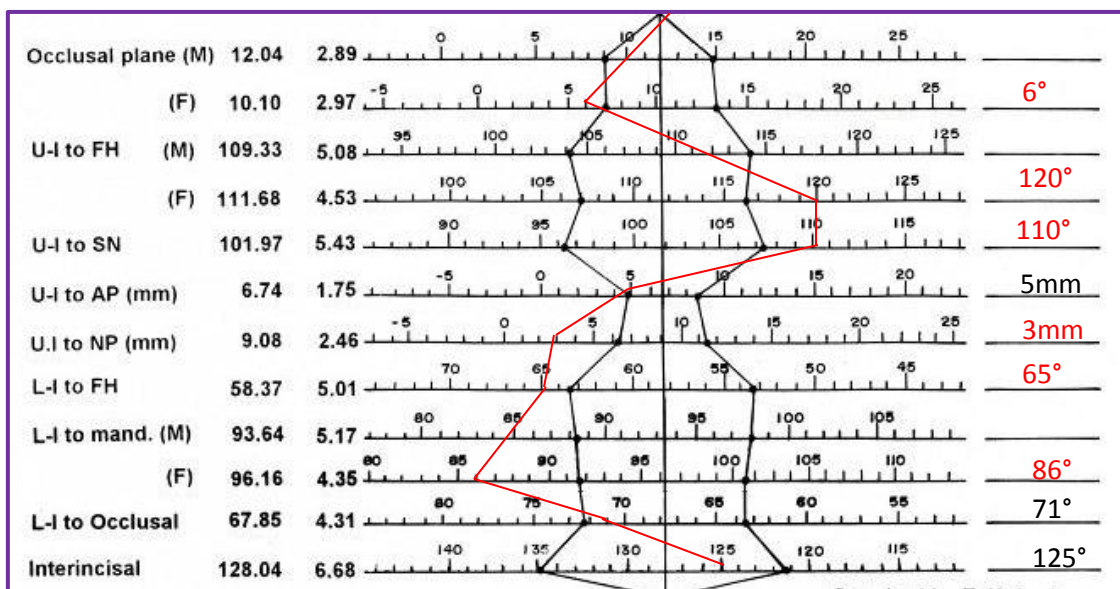 0 5 10 15 20 25
Occlusal plane (M) 12.04 2.89
-5 0 5 10 15 20 25 6°
(F) 10.10 2.97
95 100 105 110 115 120 125
U-I to FH (M) 109.33 5.08
100 105 110 115 120 125 120°
(F) 111.68 4.53
90 95 100 105 110 115 110°
U-I to SN 101.97 5.43
-5 0 5 10 15 20 5mm
U-I to AP (mm) 6.74 1.75
-5 0 5 10 15 20 25 3mm
U.I to NP (mm) 9.08 2.46
70 65 60 55 50 45 65°
L-I to FH 58.37 5.01
80 85 90 95 100 105
L-I to mand. (M) 93.64 5.17
80 85 90 95 100 105 110 86°
(F) 96.16 4.35
80 75 70 65 60 55 71°
L-I to Occlusal 67.85 4.31
140 135 130 125 120 115 125°
Interincisal 128.04 6.68